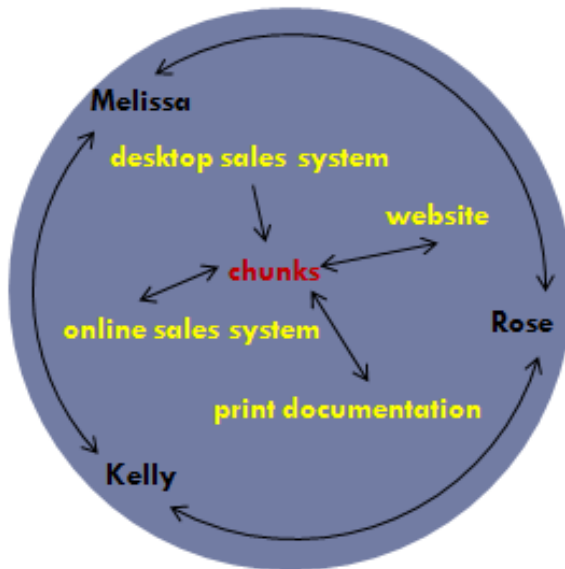 Melissa
desktop sales system
website
chunks
Rose
online sales system
print documentation
Kelly